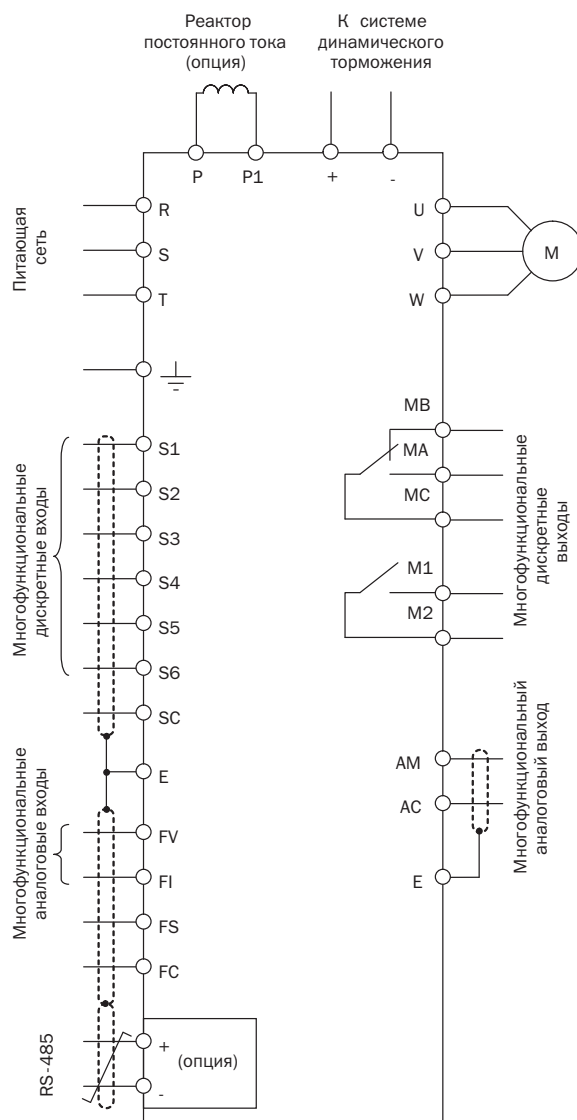 Реактор
постоянного тока
(опция)
К системе
динамического
торможения
P
P1
+
-
Питающая
сеть
R
S
T
U
V
W
M
Многофункциональные
дискретные входы
S1
S2
S3
S4
S5
S6
SC
E
MB
MA
MC
M1
M2
Многофункциональные
дискретные
выходы
Многофункциональные
аналоговые входы
FV
FI
FS
FC
AM
AC
E
Многофункциональный
аналоговый выход
RS-485
+
(опция)
-